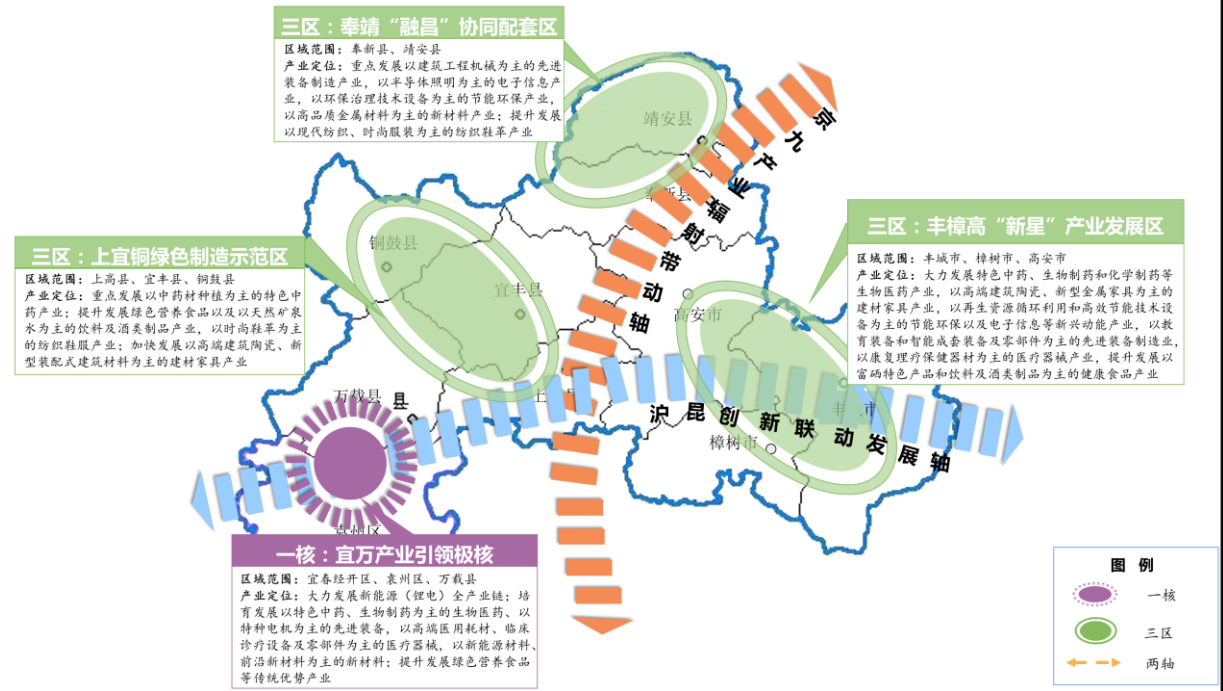 三区：奉靖“融昌”协同配套区
区域范围：奉新县、靖安县
产业定位：重点发展以建筑工程机械为主的先进
装备制造产业，以半导体照明为主的电子信息产
业，以环保治理技术设备为主的节能环保产业，
以高品质金属材料为主的新材料产业；提升发展
以现代纺织、时尚服装为主的纺织鞋革产业
靖安县
京九产业辐射带动轴
三区：丰樟高“新星”产业发展区
区域范围：丰城市、樟树市、高安市
产业定位：大力发展特色中药、生物制药和化学制药等
生物医药产业，以高端建筑陶瓷、新型金属家具为主的
建材家具产业，以再生资源循环利用和高效节能技术设
备为主的节能环保以及电子信息等新兴动能产业，以教
育装备和智能成套装备及零部件为主的先进装备制造业，
以康复理疗保健器材为主的医疗器械产业，提升发展以
富硒特色产品和饮料及酒类制品为主的健康食品产业
三区：上宜铜绿色制造示范区
区域范围：上高县、宜丰县、铜鼓县
产业定位：重点发展以中药材种植为主的特色中
药产业；提升发展绿色营养食品以及以天然矿泉
水为主的饮料及酒类制品产业，以时尚鞋革为主
的纺织鞋服产业；加快发展以高端建筑陶瓷、新
型装配式建筑材料为主的建材家具产业
铜鼓县
奉新县
宜丰县
高安市
万载县
县
上
丰 市
沪昆创新联动发展轴
樟树市
袁州区
一核：宜万产业引领极核
区域范围：宜春经开区、袁州区、万载县
产业定位：大力发展新能源（锂电）全产业链；培
育发展以特色中药、生物制药为主的生物医药、以
特种电机为主的先进装备，以高端医用耗材、临床
诊疗设备及零部件为主的医疗器械，以新能源材料、
前沿新材料为主的新材料；提升发展绿色营养食品
等传统优势产业
图 例
一核
三区
两轴